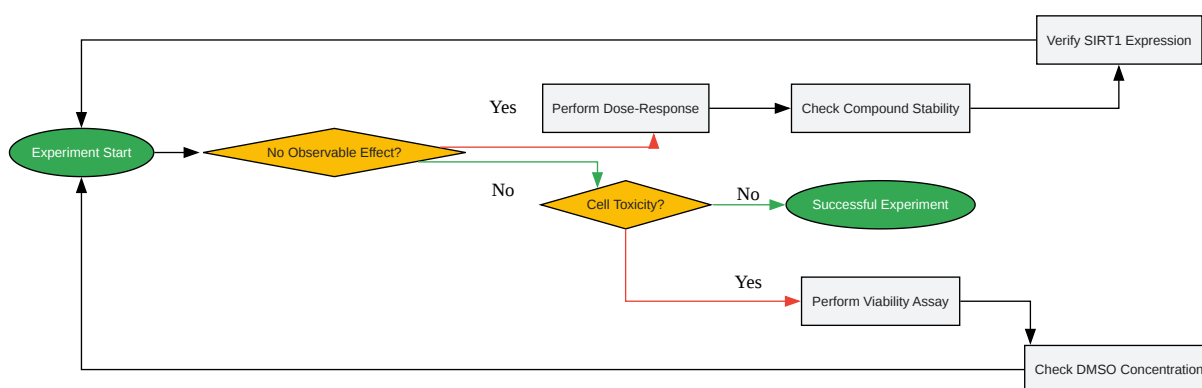 Verify SIRT1 Expression
Yes
Perform Dose-Response
Check Compound Stability
Experiment Start
No Observable Effect?
No
Cell Toxicity?
No
Successful Experiment
Yes
Perform Viability Assay
Check DMSO Concentration